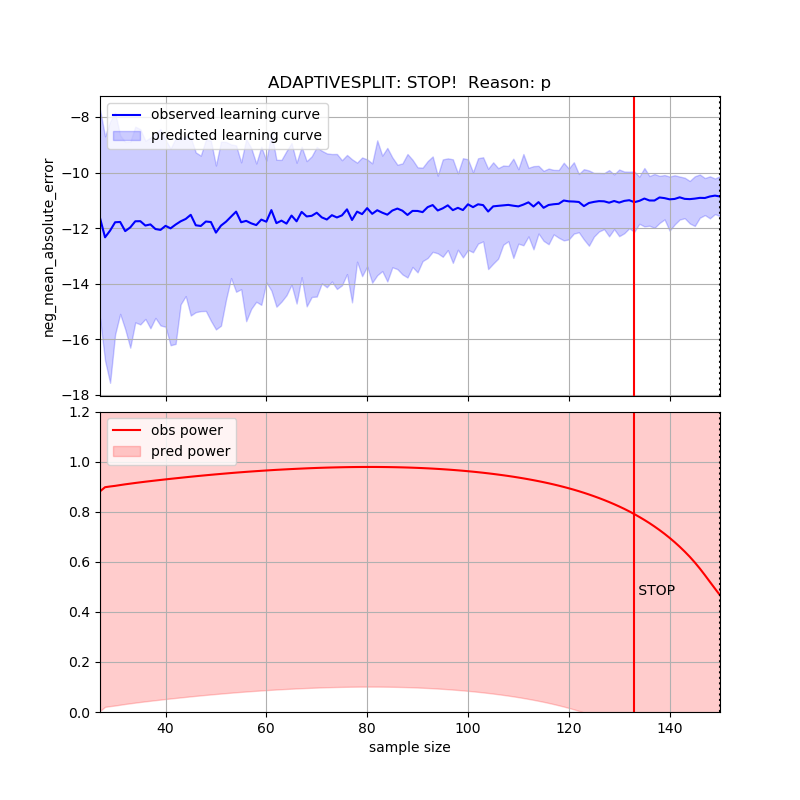 ADAPTIVESPLIT: STOP!  Reason: p
−8
−10
−12
−14
−16
−18
neg_mean_absolute_error
observed learning curve
predicted learning curve
1.2
1.0
0.8
0.6
0.4
0.2
0.0
obs power
pred power
STOP
40 60 80 100 120 140
sample size